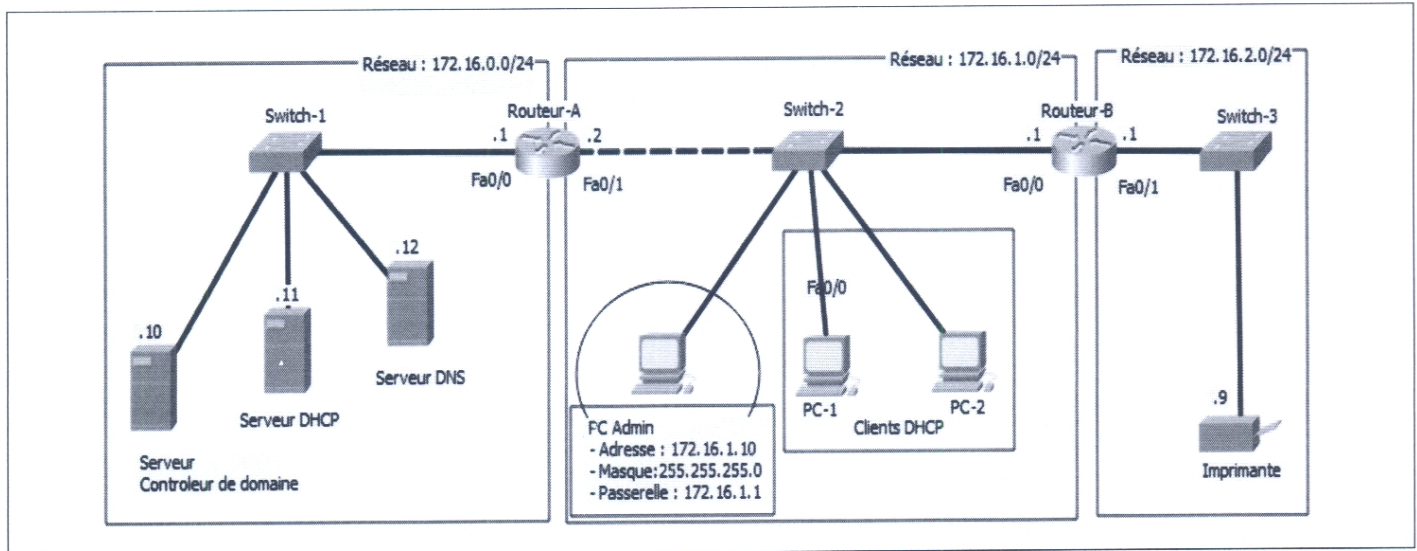 Réseau : 172.16.0.0/24
Réseau : 172.16.1.0/24
Réseau : 172.16.2.0/24
Switch-1
Routeur-A
Switch-2
Routeur-B
Switch-3
.1
.2
.1
.1
Fa0/0
Fa0/1
Fa0/0
Fa0/1
.10
.11
.12
Fa0/0
Serveur DNS
Serveur DHCP
Serveur
Controleur de domaine
PC Admin
- Adresse : 172.16.1.10
- Masque:255.255.255.0
- Passerelle : 172.16.1.1
PC-1
PC-2
Clients DHCP
.9
Imprimante